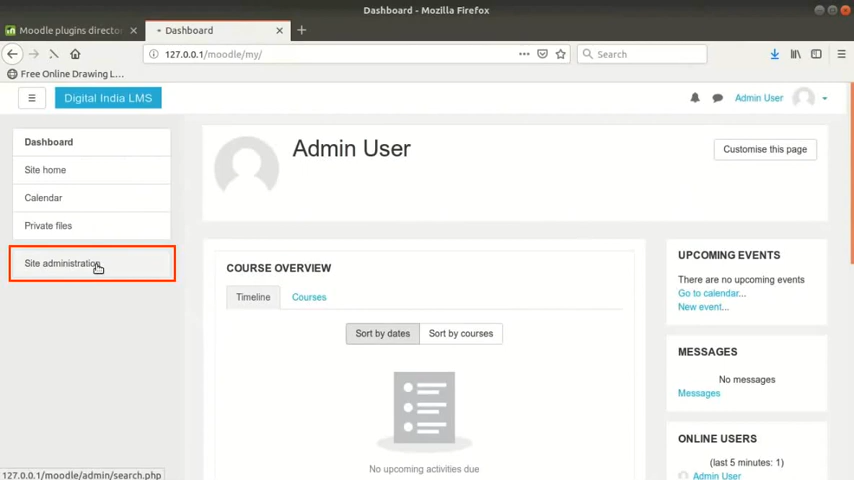 Dashboard - Mozilla Firefox
Moodle plugins director
Dashboard
127.0.0.1/moodle/my/
Search
Free Online Drawing L...
Digital India LMS
Admin User
Dashboard
Site home
Calendar
Private files
Site administration
Admin User
Customise this page
COURSE OVERVIEW
Timeline
Courses
Sort by dates
Sort by courses
No upcoming activities due
UPCOMING EVENTS
There are no upcoming events
Go to calendar...
New event...
MESSAGES
No messages
Messages
ONLINE USERS
(last 5 minutes: 1)
Admin User
127.0.0.1/moodle/admin/search.php